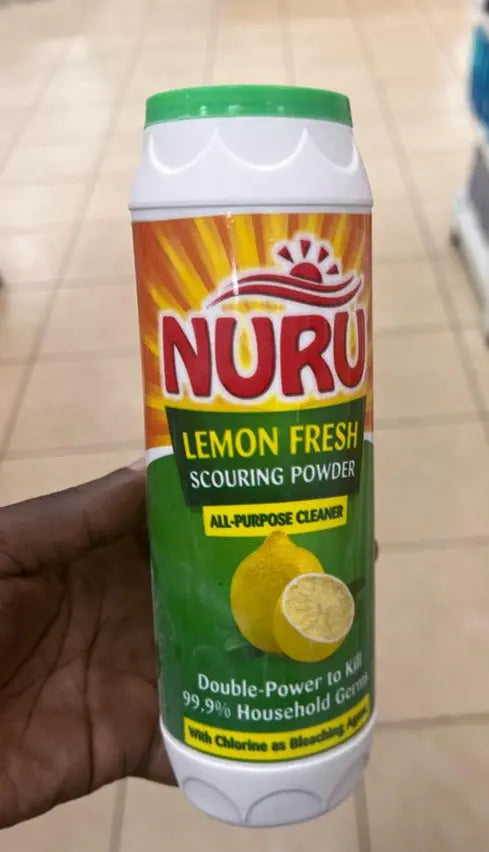 NURU
LEMON FRESH
SCOURING POWDER
ALL-PURPOSE CLEANER
Double-Power to Kill
99.9% Household Germs
With Chlorine as Bleaching Agent